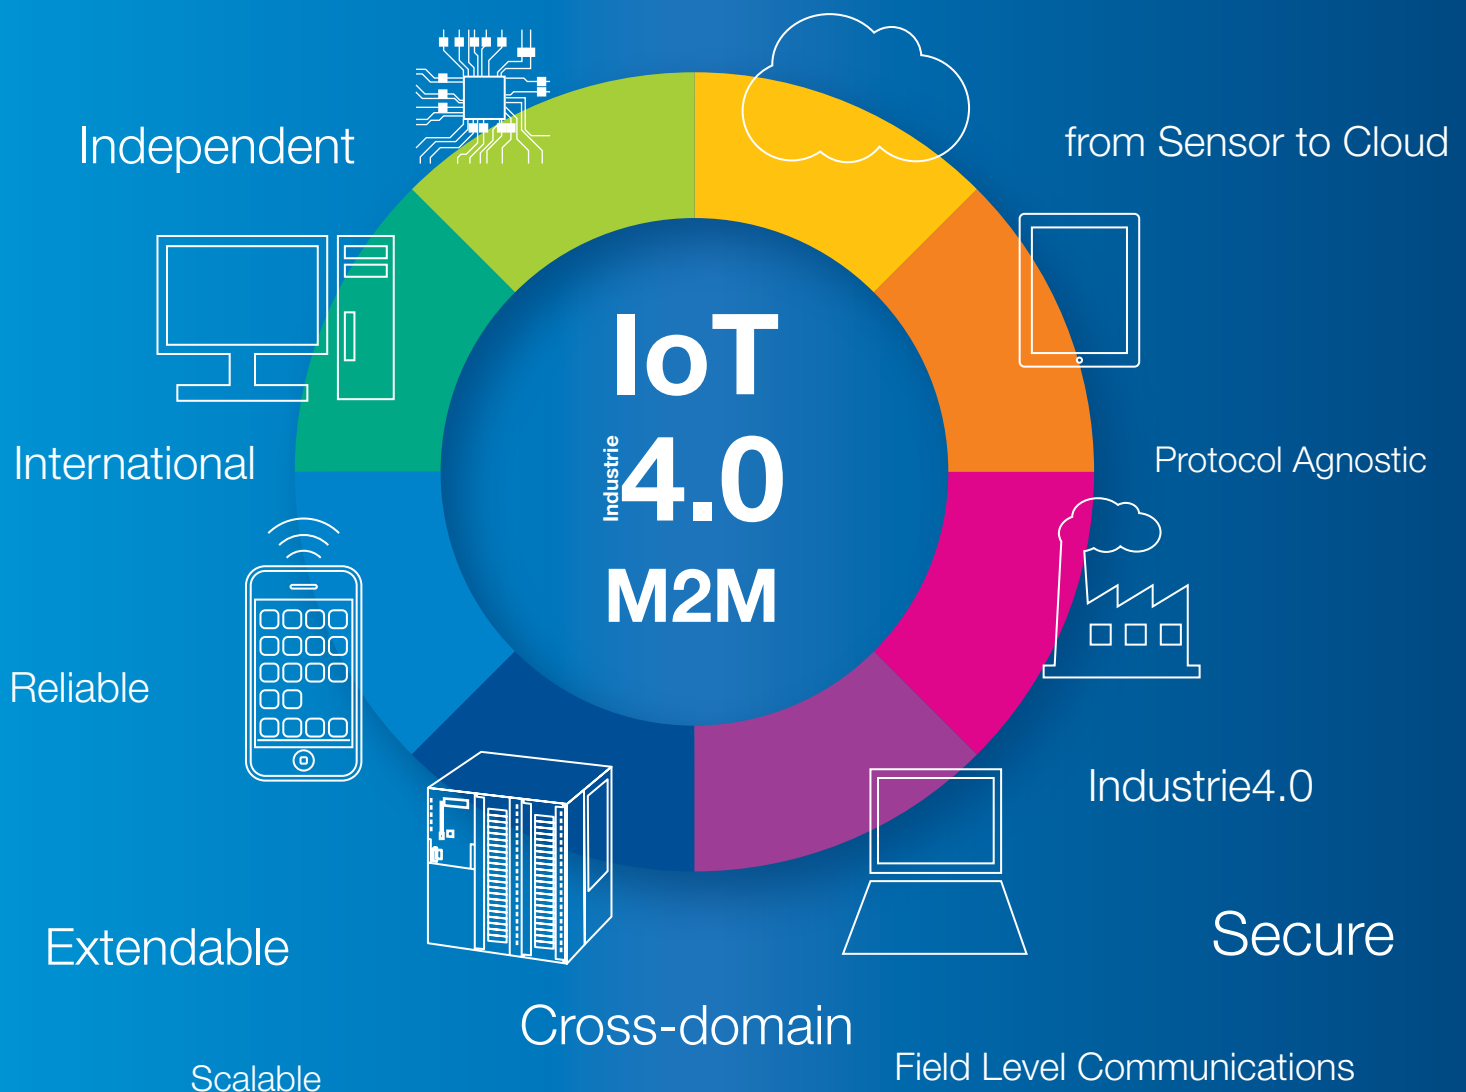 Independent
from Sensor to Cloud
IoT
Industrie
4.0
M2M
International
Protocol Agnostic
Reliable
Industrie4.0
Extendable
Secure
Cross-domain
Scalable
Field Level Communications